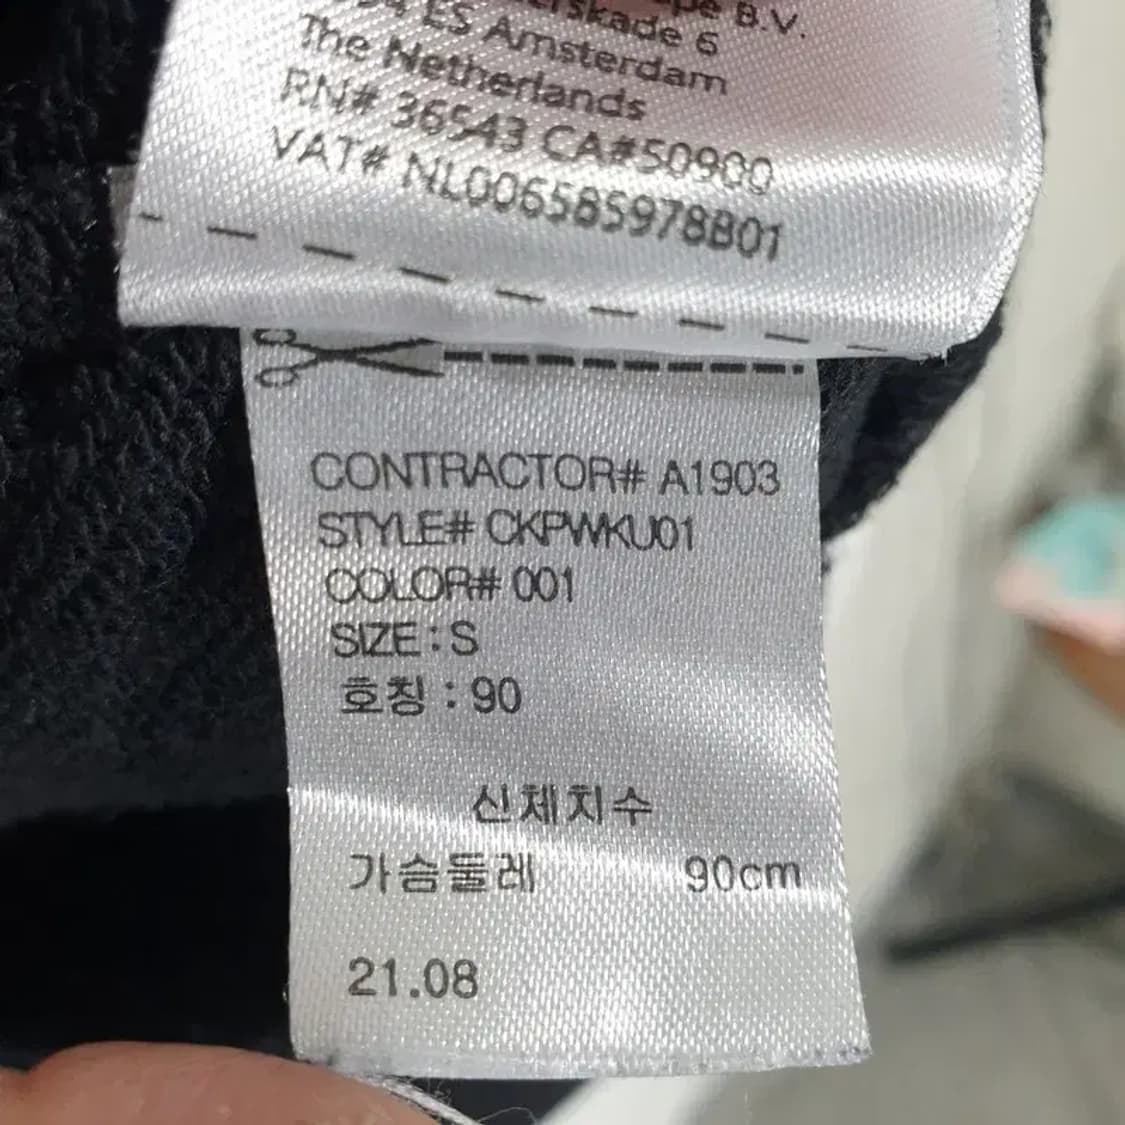 B.V.
6
ES Amsterdam
The Netherlands
RN# 36543 CA#50900
VAT# NL006585978B01
CONTRACTOR# A1903
STYLE# CKPWKU01
COLOR# 001
SIZE : S
호칭 : 90
신체치수
가슴둘레 90cm
21.08